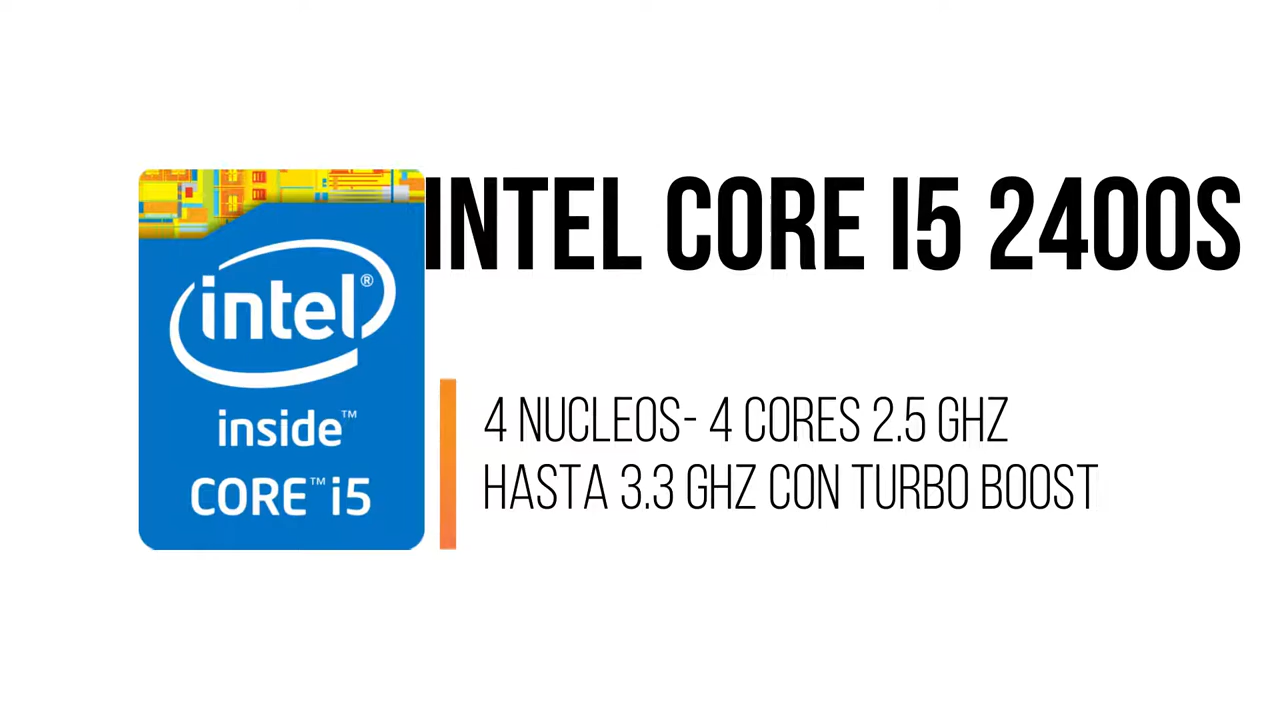 INTEL CORE I5 2400S
intel®
inside™
CORE™ i5
4 NUCLEOS- 4 CORES 2.5 GHZ
HASTA 3.3 GHZ CON TURBO BOOST